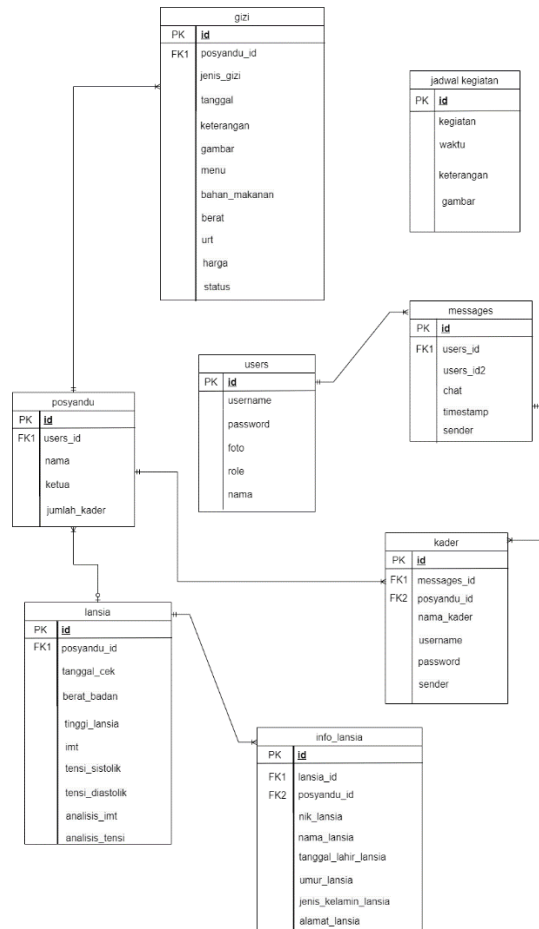 gizi
PK id
FK1 posyandu_id
jenis_gizi
tanggal
keterangan
gambar
menu
bahan_makanan
berat
urt
harga
status
jadwal kegiatan
PK id
kegiatan
waktu
keterangan
gambar
messages
PK id
FK1 users_id
users_id2
chat
timestamp
sender
users
PK id
username
password
foto
role
nama
posyandu
PK id
FK1 users_id
nama
ketua
jumlah_kader
kader
PK id
FK1 messages_id
FK2 posyandu_id
nama_kader
username
password
sender
lansia
PK id
FK1 posyandu_id
tanggal_cek
berat_badan
tinggi_lansia
imt
tensi_sistolik
tensi_diastolik
analisis_imt
analisis_tensi
info_lansia
PK id
FK1 lansia_id
FK2 posyandu_id
nik_lansia
nama_lansia
tanggal_lahir_lansia
umur_lansia
jenis_kelamin_lansia
alamat_lansia